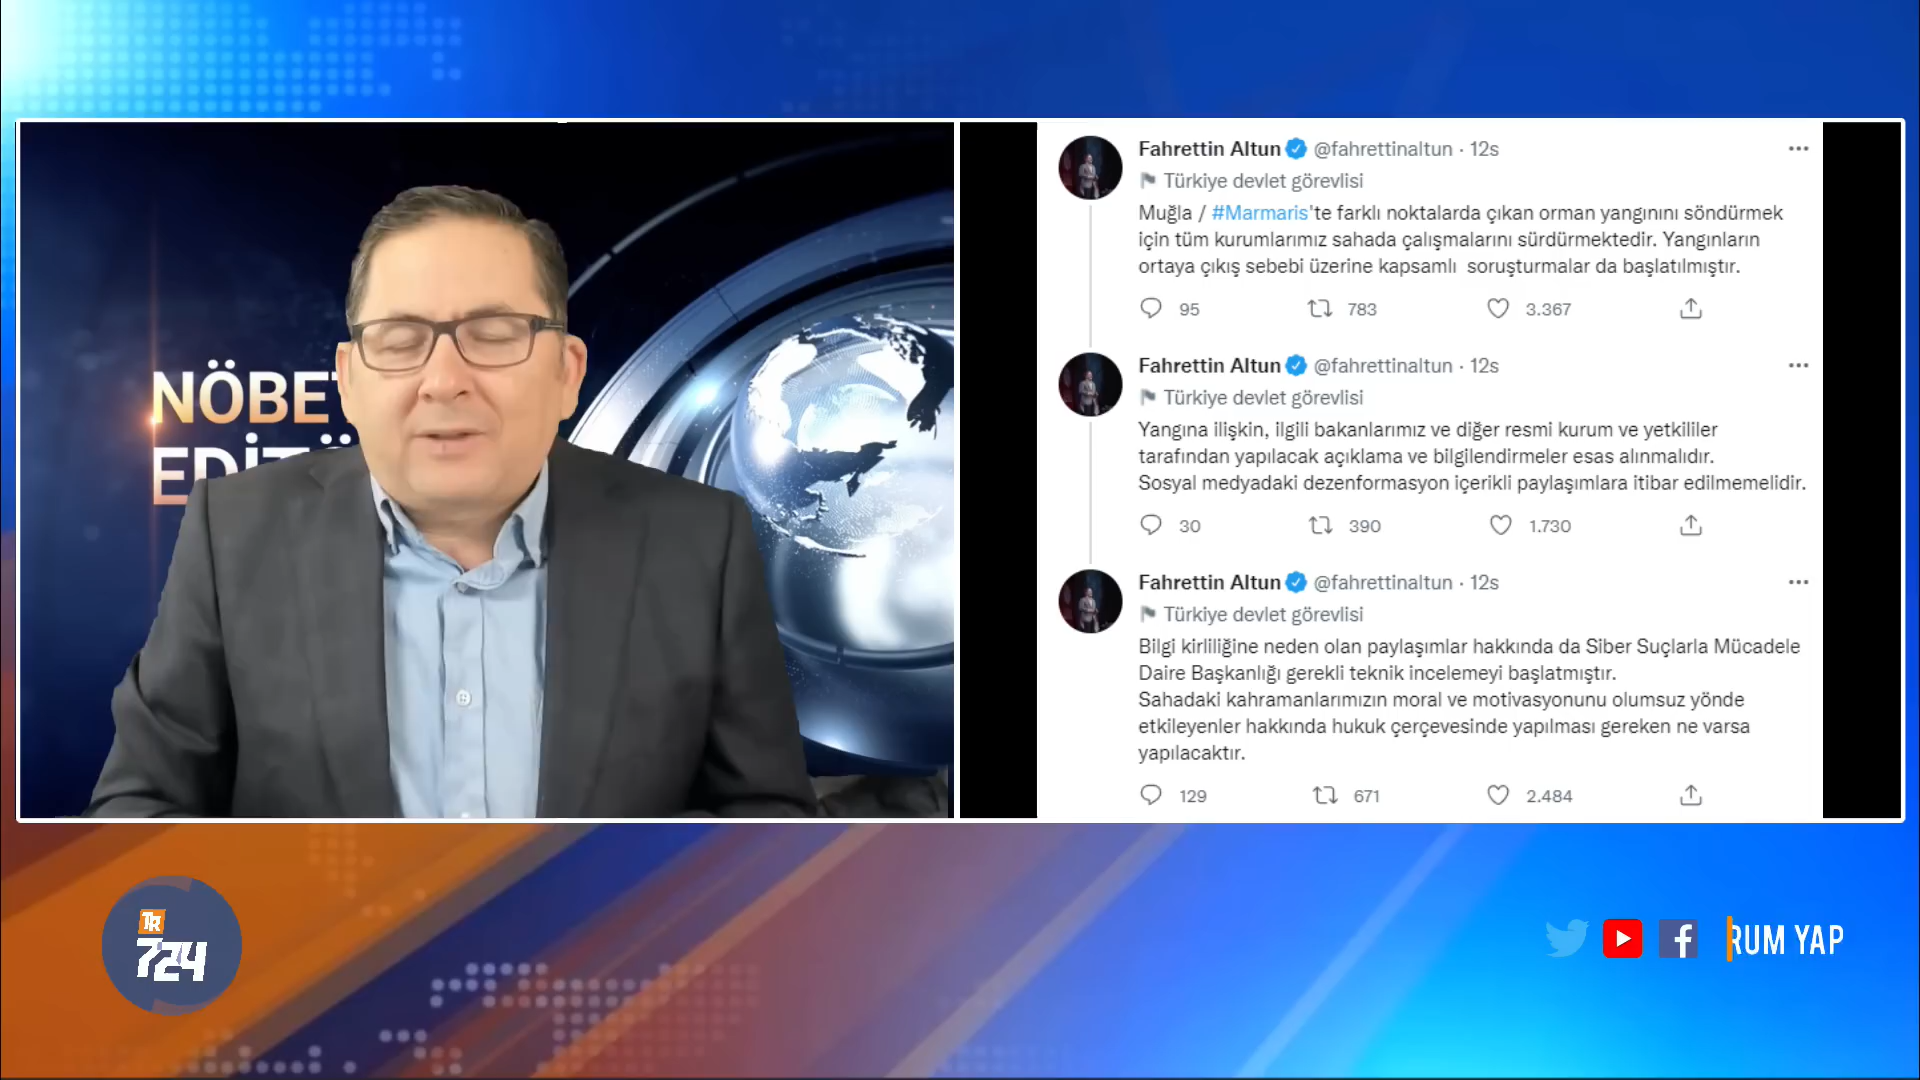 NÖBE
EDİTÖ
Fahrettin Altun @fahrettinaltun · 12s
Türkiye devlet görevlisi
Muğla / #Marmaris'te farklı noktalarda çıkan orman yangınını söndürmek
için tüm kurumlarımız sahada çalışmalarını sürdürmektedir. Yangınların
ortaya çıkış sebebi üzerine kapsamlı soruşturmalar da başlatılmıştır.
95 783 3.367
Fahrettin Altun @fahrettinaltun · 12s
Türkiye devlet görevlisi
Yangına ilişkin, ilgili bakanlarımız ve diğer resmi kurum ve yetkililer
tarafından yapılacak açıklama ve bilgilendirmeler esas alınmalıdır.
Sosyal medyadaki dezenformasyon içerikli paylaşımlara itibar edilmemelidir.
30 390 1.730
Fahrettin Altun @fahrettinaltun · 12s
Türkiye devlet görevlisi
Bilgi kirliliğine neden olan paylaşımlar hakkında da Siber Suçlarla Mücadele
Daire Başkanlığı gerekli teknik incelemeyi başlatmıştır.
Sahadaki kahramanlarımızın moral ve motivasyonunu olumsuz yönde
etkileyenler hakkında hukuk çerçevesinde yapılması gereken ne varsa
yapılacaktır.
129 671 2.484
TR
724
RUM YAP